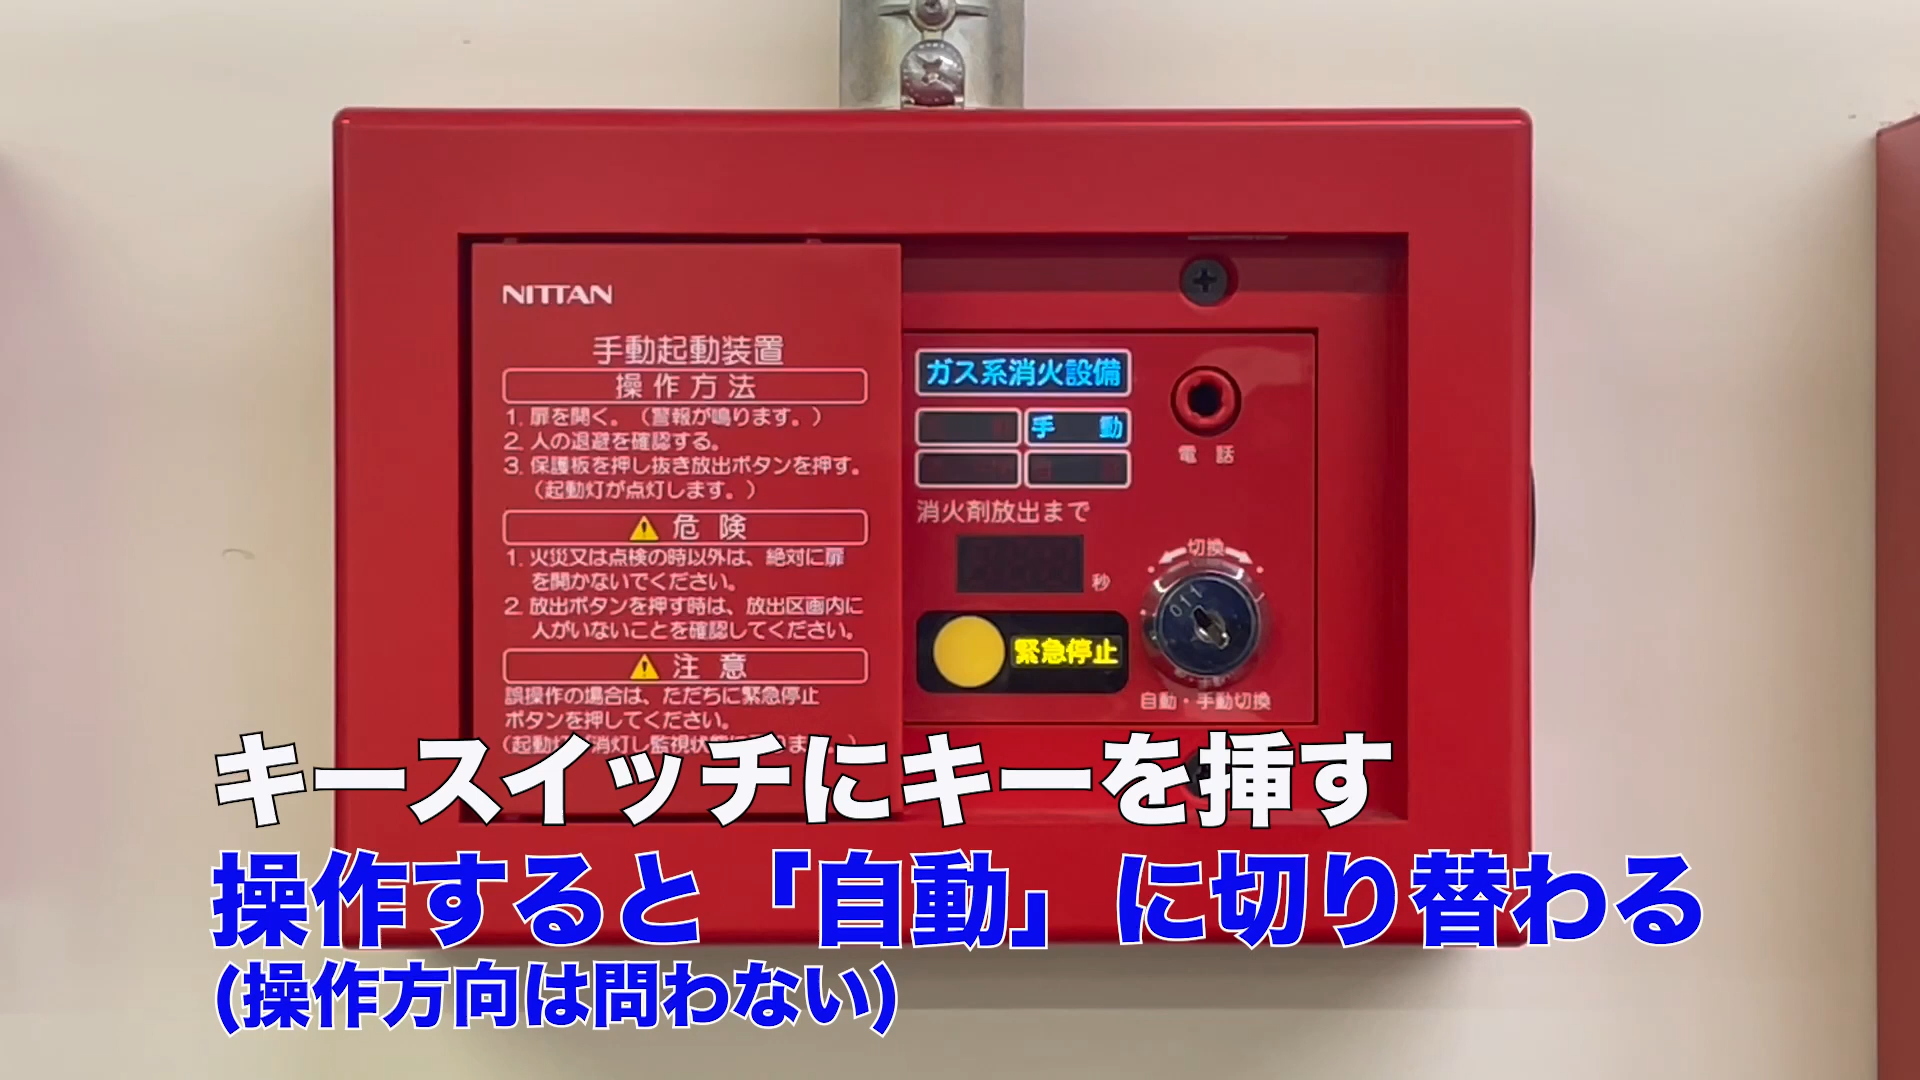 NITTAN
手動起動装置
操作方法
1. 扉を開く。(警報が鳴ります。)
2. 人の退避を確認する。
3. 保護板を押し抜き放出ボタンを押す。
(起動灯が点灯します。)
危険
1. 火災又は点検の時以外は、絶対に扉
を開かないでください。
2. 放出ボタンを押す時は、放出区画内に
人がいないことを確認してください。
注意
誤操作の場合は、ただちに緊急停止
ボタンを押してください。
(起動灯 消灯し監視状 ま 。)
ガス系消火設備
手動
電話
消火剤放出まで
秒
切換
011
緊急停止
自動・手動切換
キースイッチにキーを挿す
操作すると「自動」に切り替わる
(操作方向は問わない)